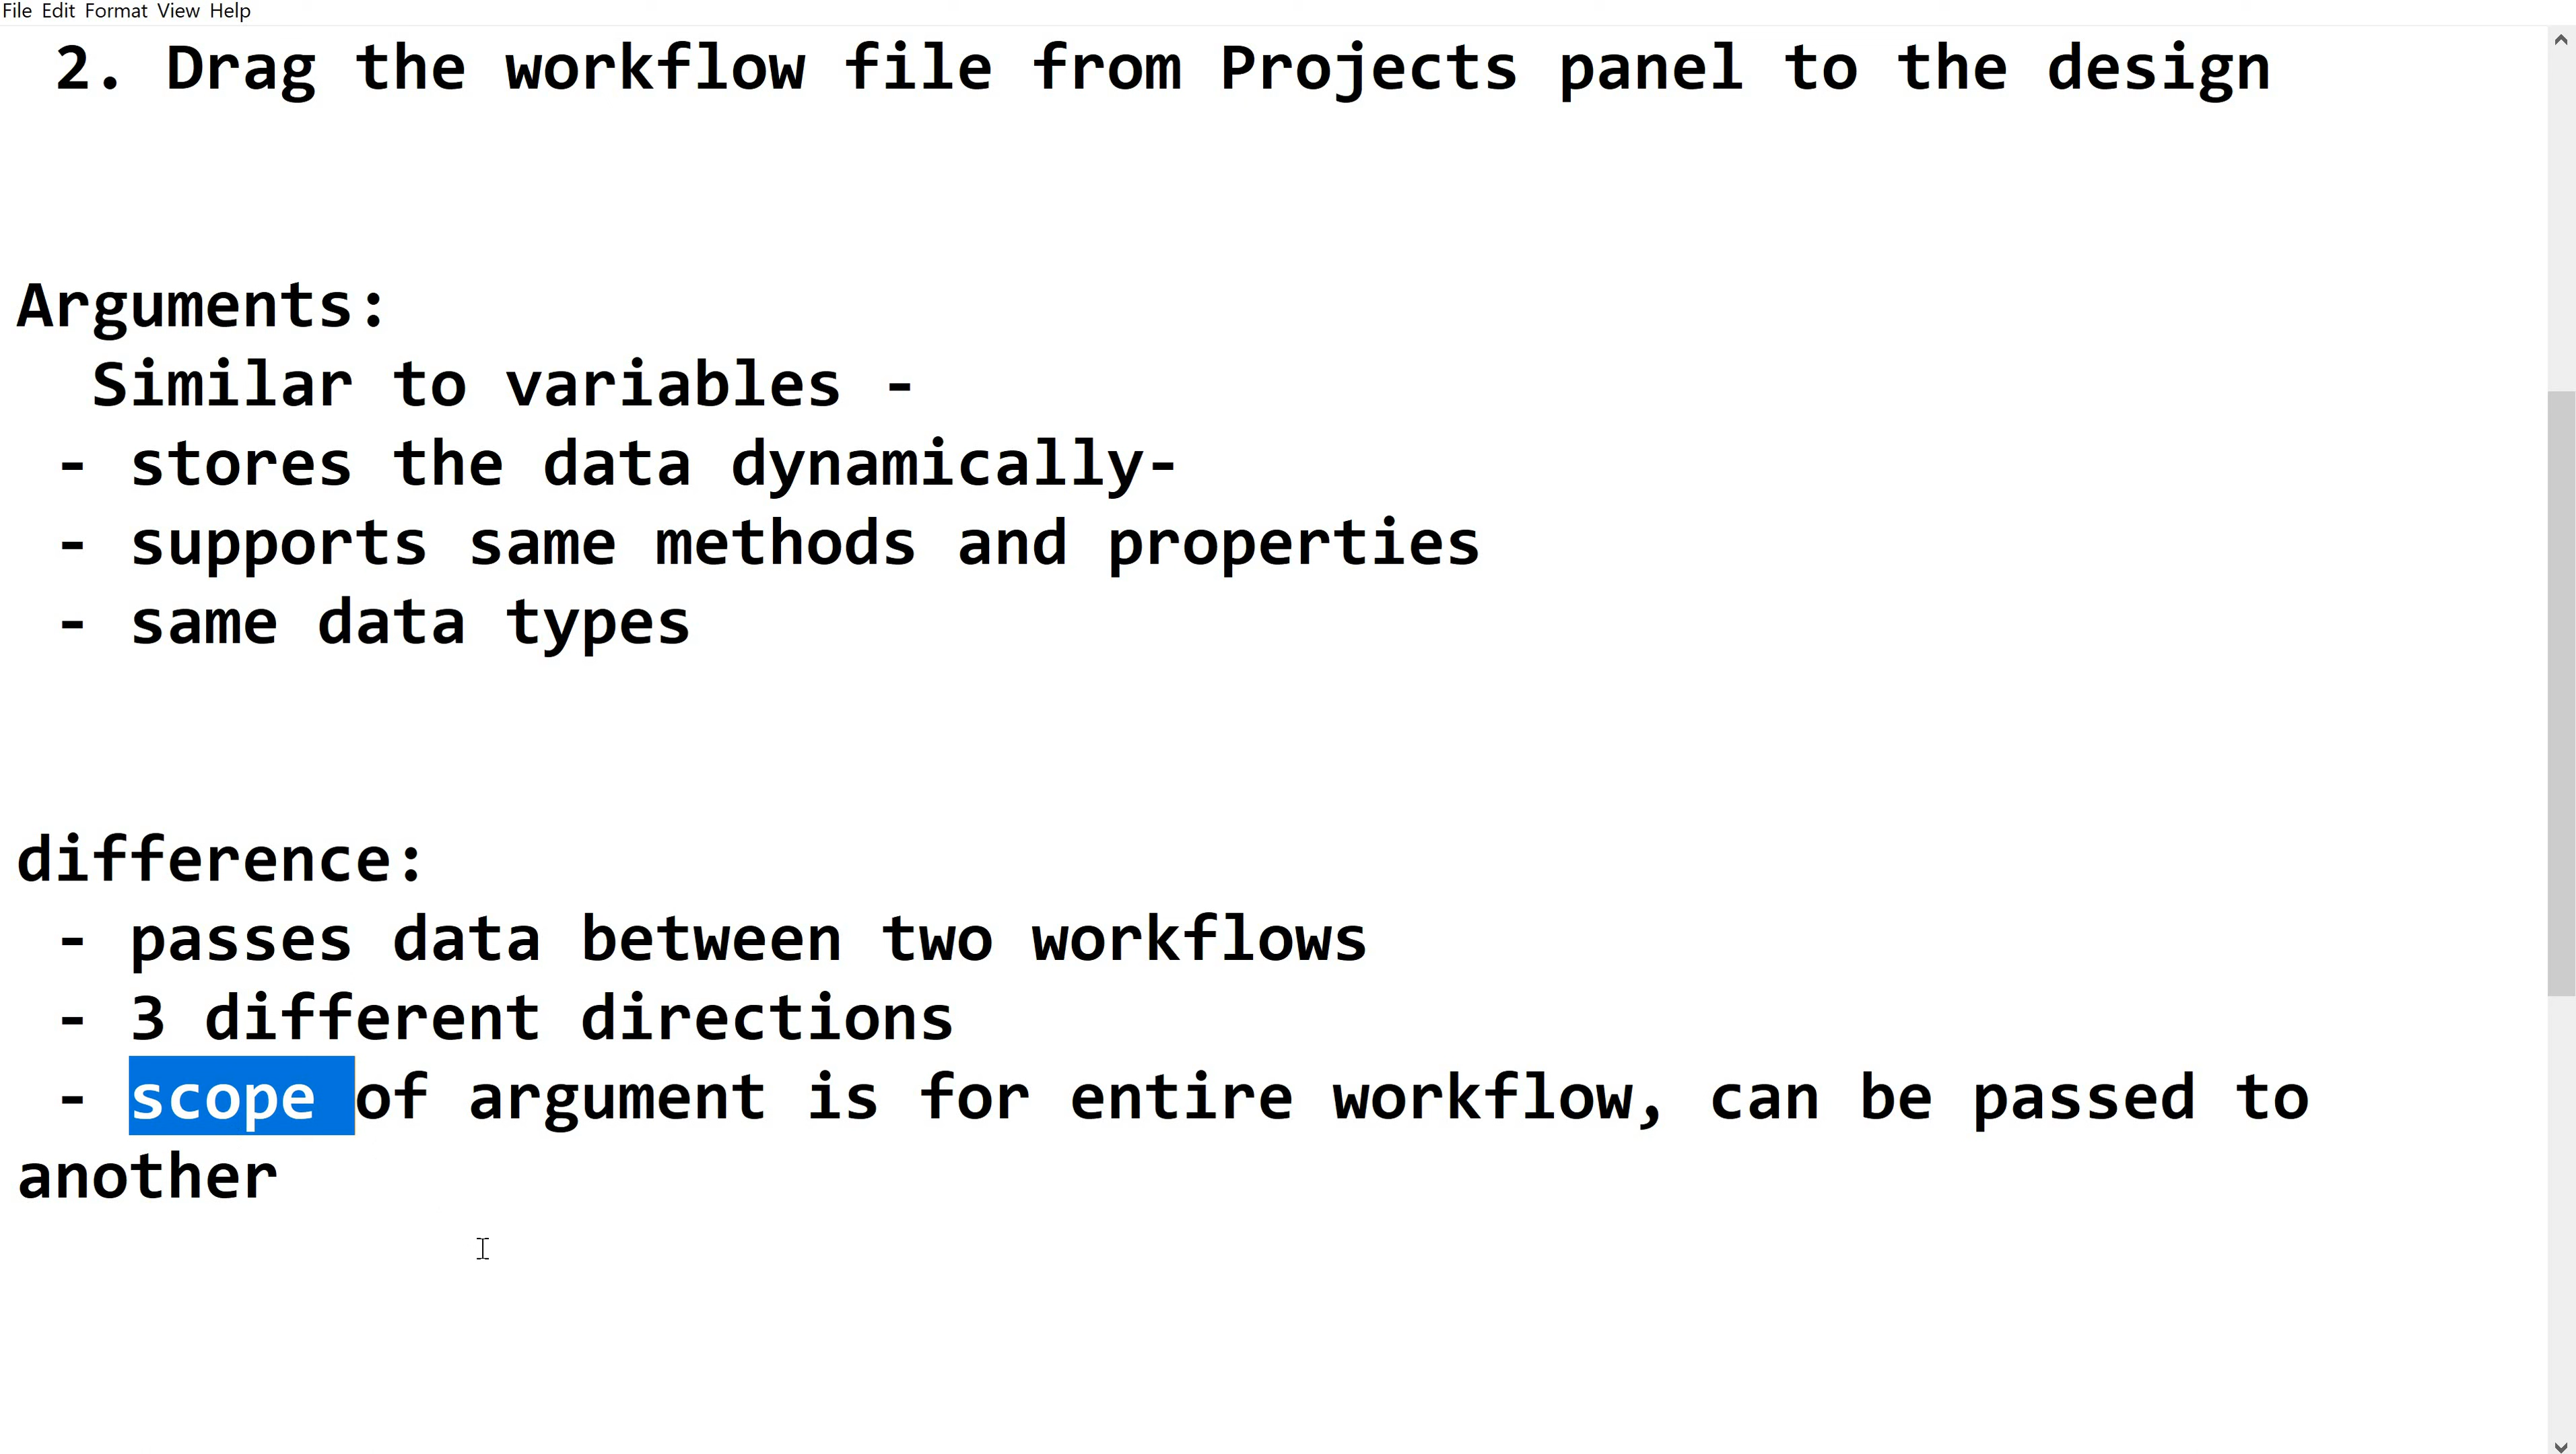 File Edit Format View Help
2. Drag the workflow file from Projects panel to the design
Arguments:
Similar to variables -
- stores the data dynamically-
- supports same methods and properties
- same data types
difference:
- passes data between two workflows
- 3 different directions
- scope of argument is for entire workflow, can be passed to
another